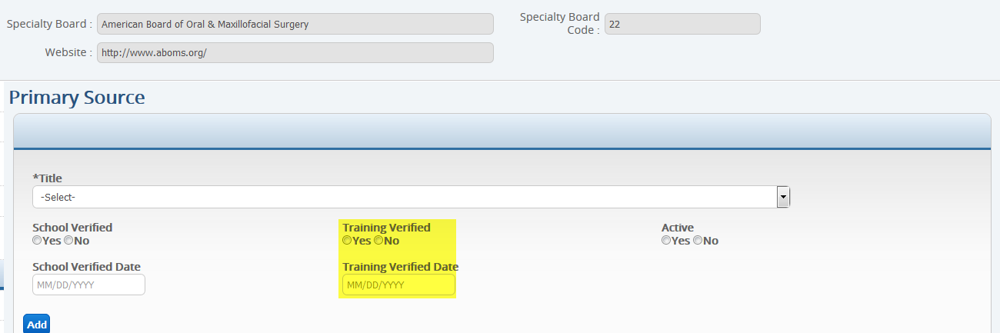 Specialty Board : American Board of Oral & Maxillofacial Surgery
Specialty Board Code : 22
Website : http://www.aboms.org/
Primary Source
*Title
-Select-
School Verified Training Verified Active
Yes No Yes No Yes No
School Verified Date Training Verified Date
MM/DD/YYYY MM/DD/YYYY
Add